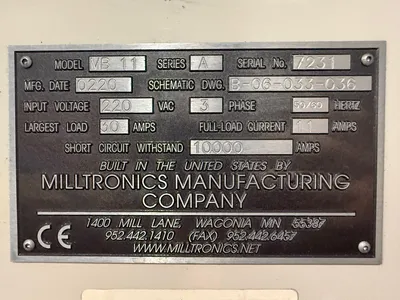 MODEL VB 11 SERIES A SERIAL No. 7231
MFG. DATE 0220 SCHEMATIC DWG. B-06-033-036
INPUT VOLTAGE 220 VAC 3 PHASE 50/60 HERTZ
LARGEST LOAD AMPS FULL-LOAD CURRENT 11 AMPS
SHORT CIRCUIT WITHSTAND 10000 AMPS
BUILT IN THE UNITED STATES BY
MILLTRONICS MANUFACTURING
COMPANY
1400 MILL LANE, WACONIA MN 55387
952.442.1410 (FAX) 952.442.6457
WWW.MILLTRONICS.NET
CE